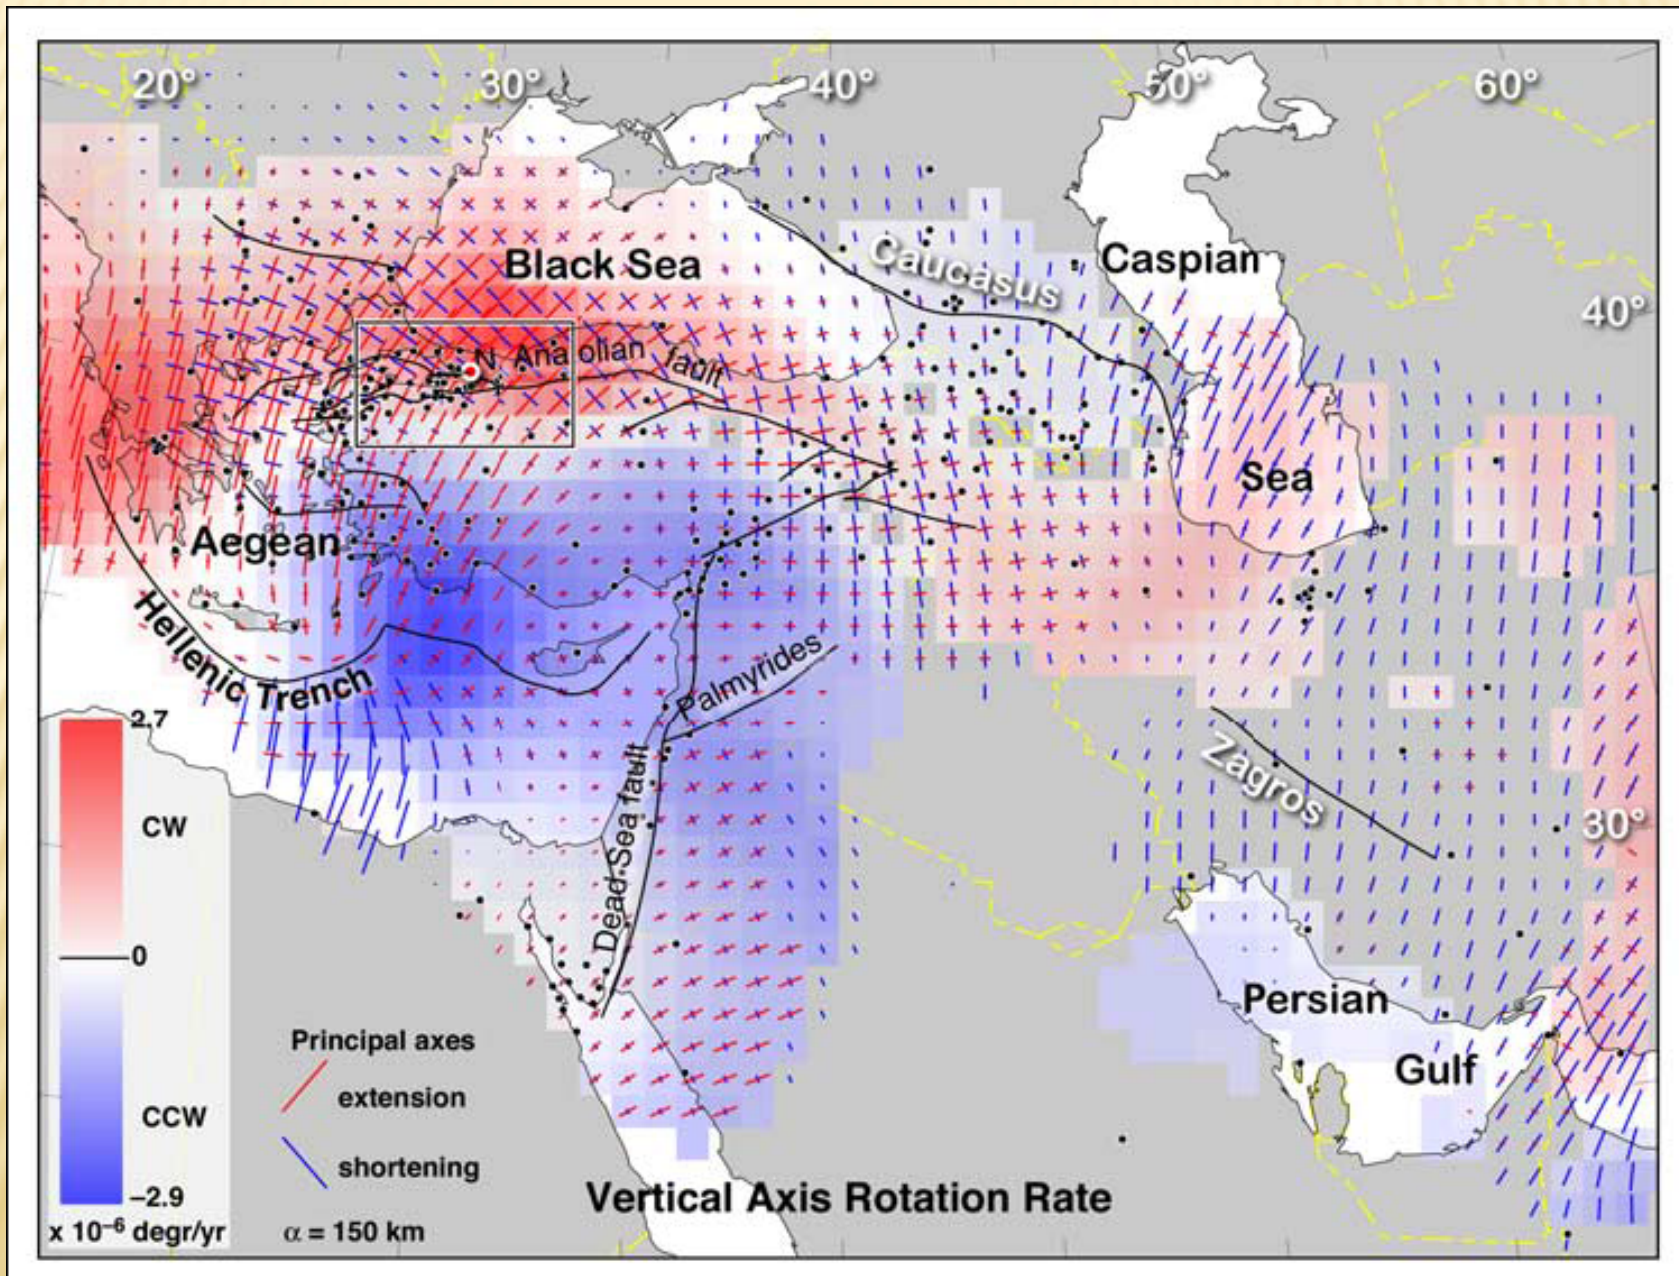 20° 30° 40° 50° 60°
Black Sea
Caucasus
Caspian
40°
N. Anatolian fault
Sea
Aegean
Hellenic Trench
Palmyrides
2.7
Dead Sea fault
Zagros
CW
30°
0
Persian
Principal axes
Gulf
extension
CCW
shortening
−2.9
Vertical Axis Rotation Rate
x 10⁻⁶ degr/yr
α = 150 km